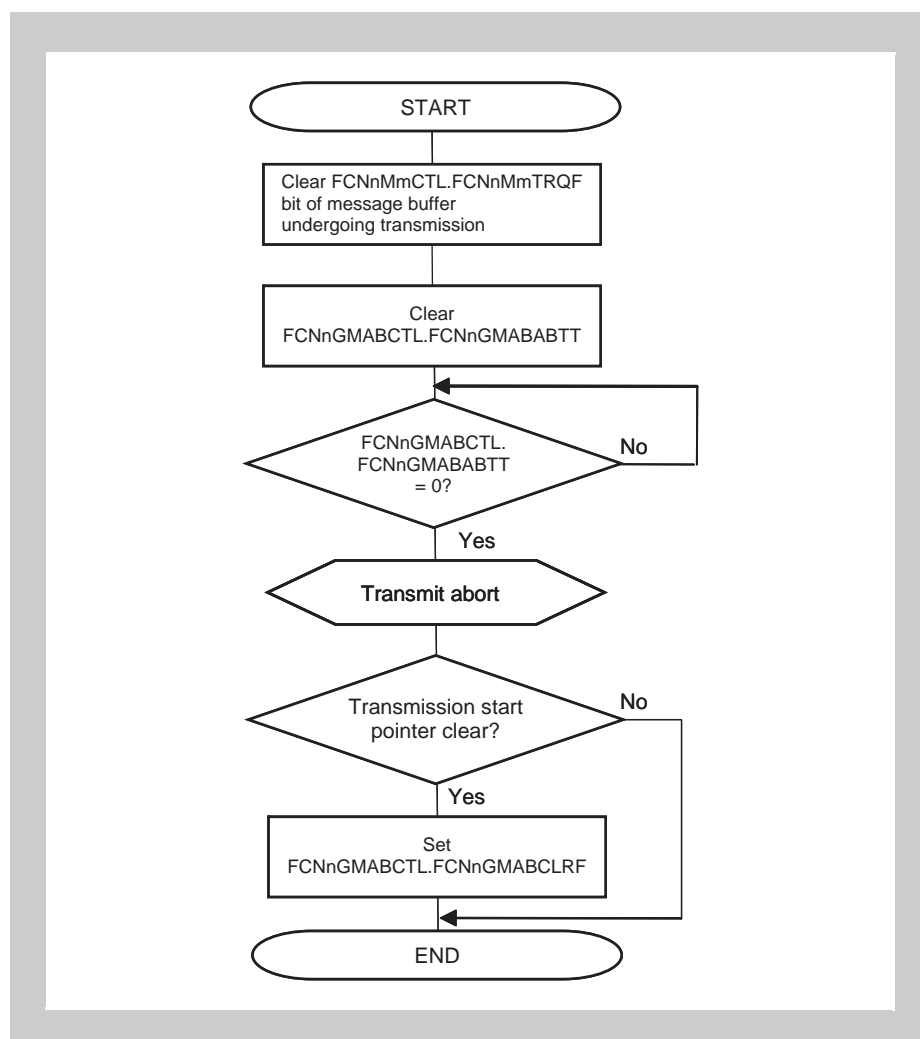 START
Clear FCNnMmCTL.FCNnMmTRQF
bit of message buffer
undergoing transmission
Clear
FCNnGMABCTL.FCNnGMABABTT
FCNnGMABCTL.
FCNnGMABABTT
= 0?
No
Yes
Transmit abort
Transmission start
pointer clear?
No
Yes
Set
FCNnGMABCTL.FCNnGMABCLRF
END